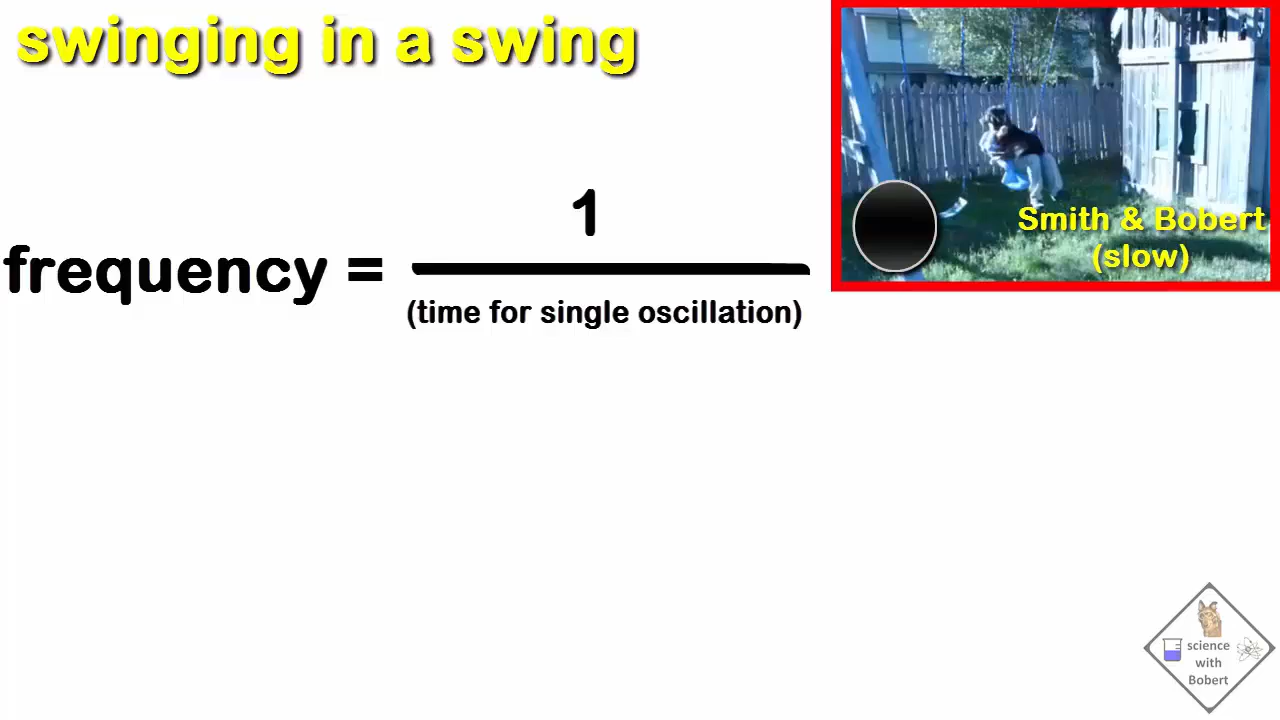 swinging in a swing
1
frequency =
(time for single oscillation)
Smith & Bobert
(slow)
science
with
Bobert